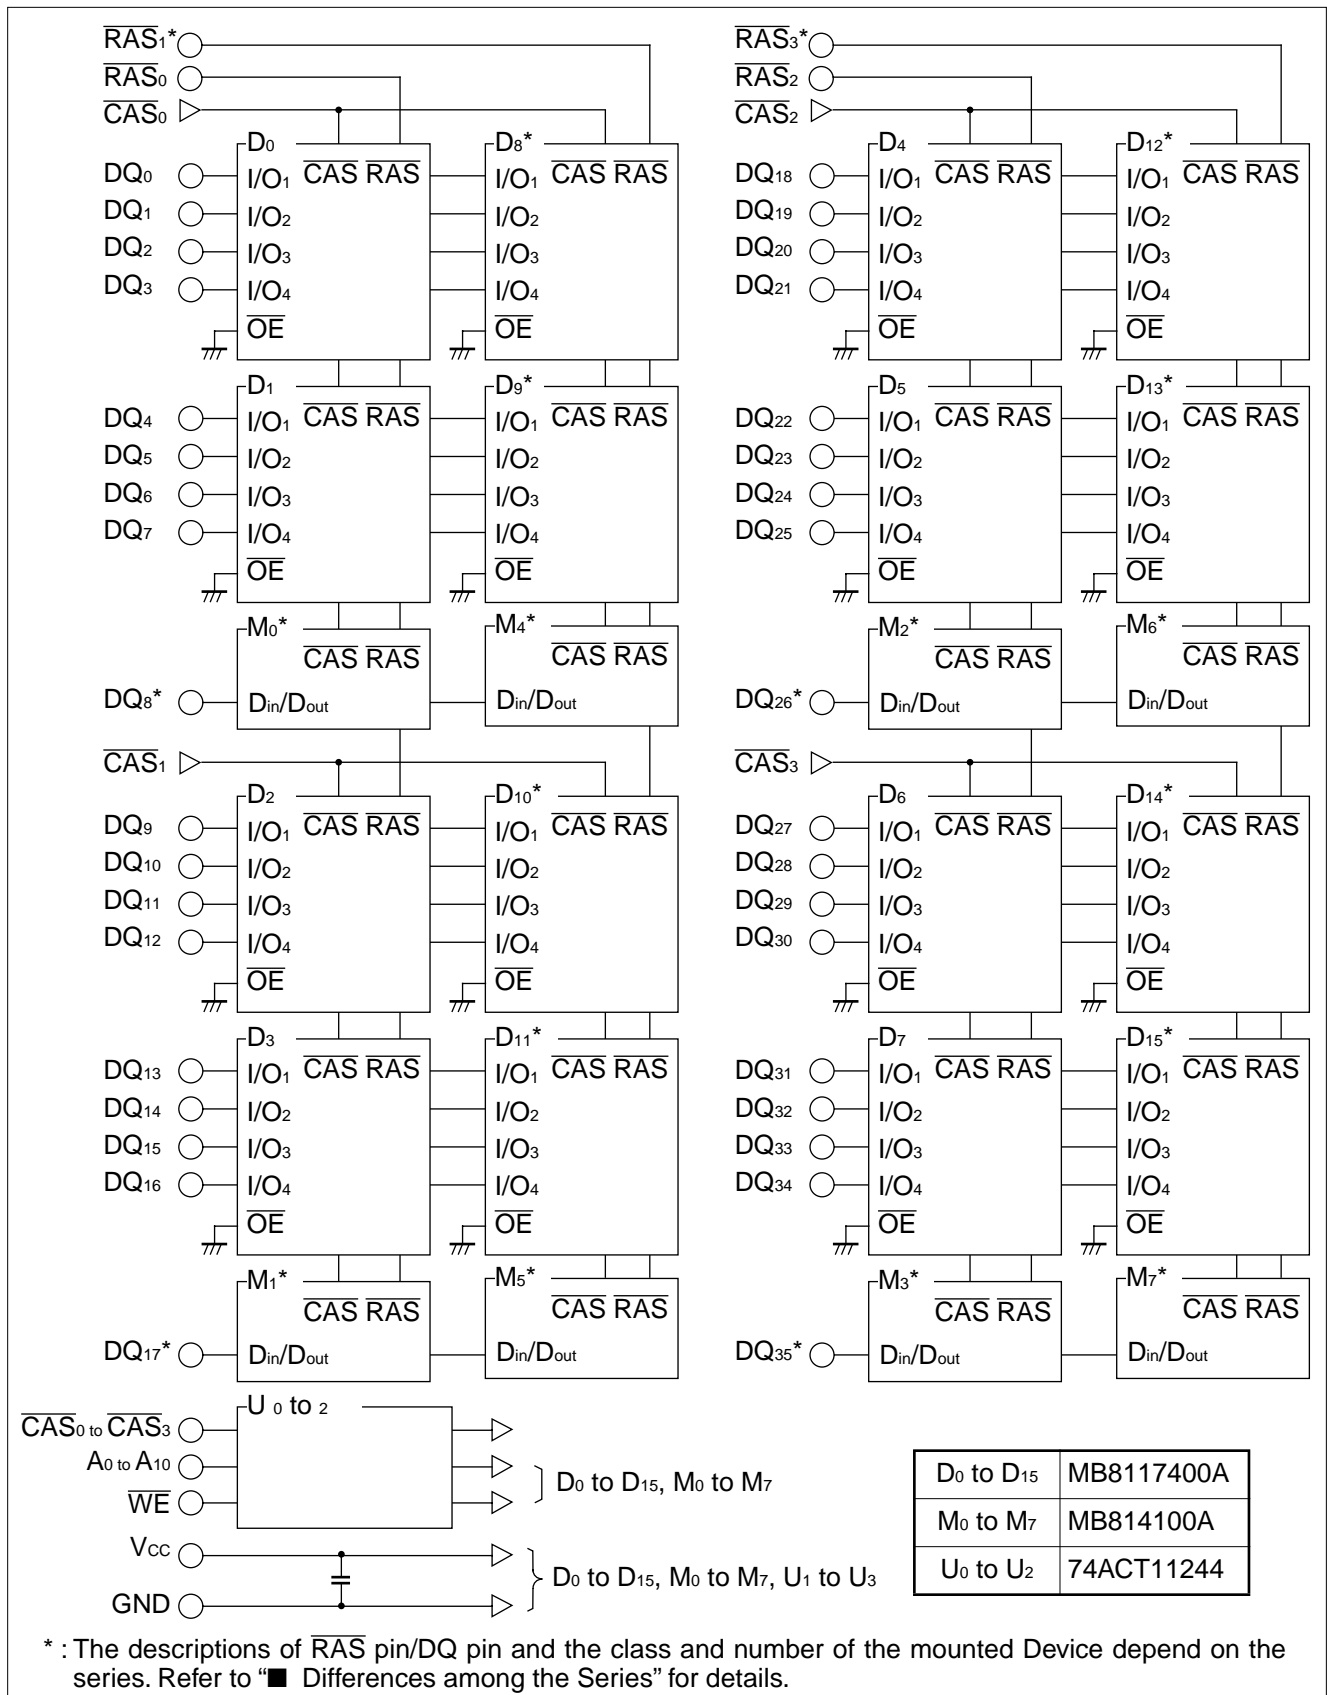 RAS1* RAS3*
RAS0 RAS2
CAS0 CAS2
D0 D8* D4 D12*
DQ0 I/O1 CAS RAS I/O1 CAS RAS DQ18 I/O1 CAS RAS I/O1 CAS RAS
DQ1 I/O2 I/O2 DQ19 I/O2 I/O2
DQ2 I/O3 I/O3 DQ20 I/O3 I/O3
DQ3 I/O4 I/O4 DQ21 I/O4 I/O4
OE OE OE OE
D1 D9* D5 D13*
DQ4 I/O1 CAS RAS I/O1 CAS RAS DQ22 I/O1 CAS RAS I/O1 CAS RAS
DQ5 I/O2 I/O2 DQ23 I/O2 I/O2
DQ6 I/O3 I/O3 DQ24 I/O3 I/O3
DQ7 I/O4 I/O4 DQ25 I/O4 I/O4
OE OE OE OE
M0* M4* M2* M6*
CAS RAS CAS RAS CAS RAS CAS RAS
DQ8* Din/Dout Din/Dout DQ26* Din/Dout Din/Dout
CAS1 CAS3
D2 D10* D6 D14*
DQ9 I/O1 CAS RAS I/O1 CAS RAS DQ27 I/O1 CAS RAS I/O1 CAS RAS
DQ10 I/O2 I/O2 DQ28 I/O2 I/O2
DQ11 I/O3 I/O3 DQ29 I/O3 I/O3
DQ12 I/O4 I/O4 DQ30 I/O4 I/O4
OE OE OE OE
D3 D11* D7 D15*
DQ13 I/O1 CAS RAS I/O1 CAS RAS DQ31 I/O1 CAS RAS I/O1 CAS RAS
DQ14 I/O2 I/O2 DQ32 I/O2 I/O2
DQ15 I/O3 I/O3 DQ33 I/O3 I/O3
DQ16 I/O4 I/O4 DQ34 I/O4 I/O4
OE OE OE OE
M1* M5* M3* M7*
CAS RAS CAS RAS CAS RAS CAS RAS
DQ17* Din/Dout Din/Dout DQ35* Din/Dout Din/Dout
U 0 to 2
CAS0 to CAS3
A0 to A10
WE
D0 to D15, M0 to M7
VCC
GND
D0 to D15, M0 to M7, U1 to U3
D0 to D15 MB8117400A
M0 to M7 MB814100A
U0 to U2 74ACT11244
* : The descriptions of RAS pin/DQ pin and the class and number of the mounted Device depend on the
series. Refer to “■ Differences among the Series” for details.